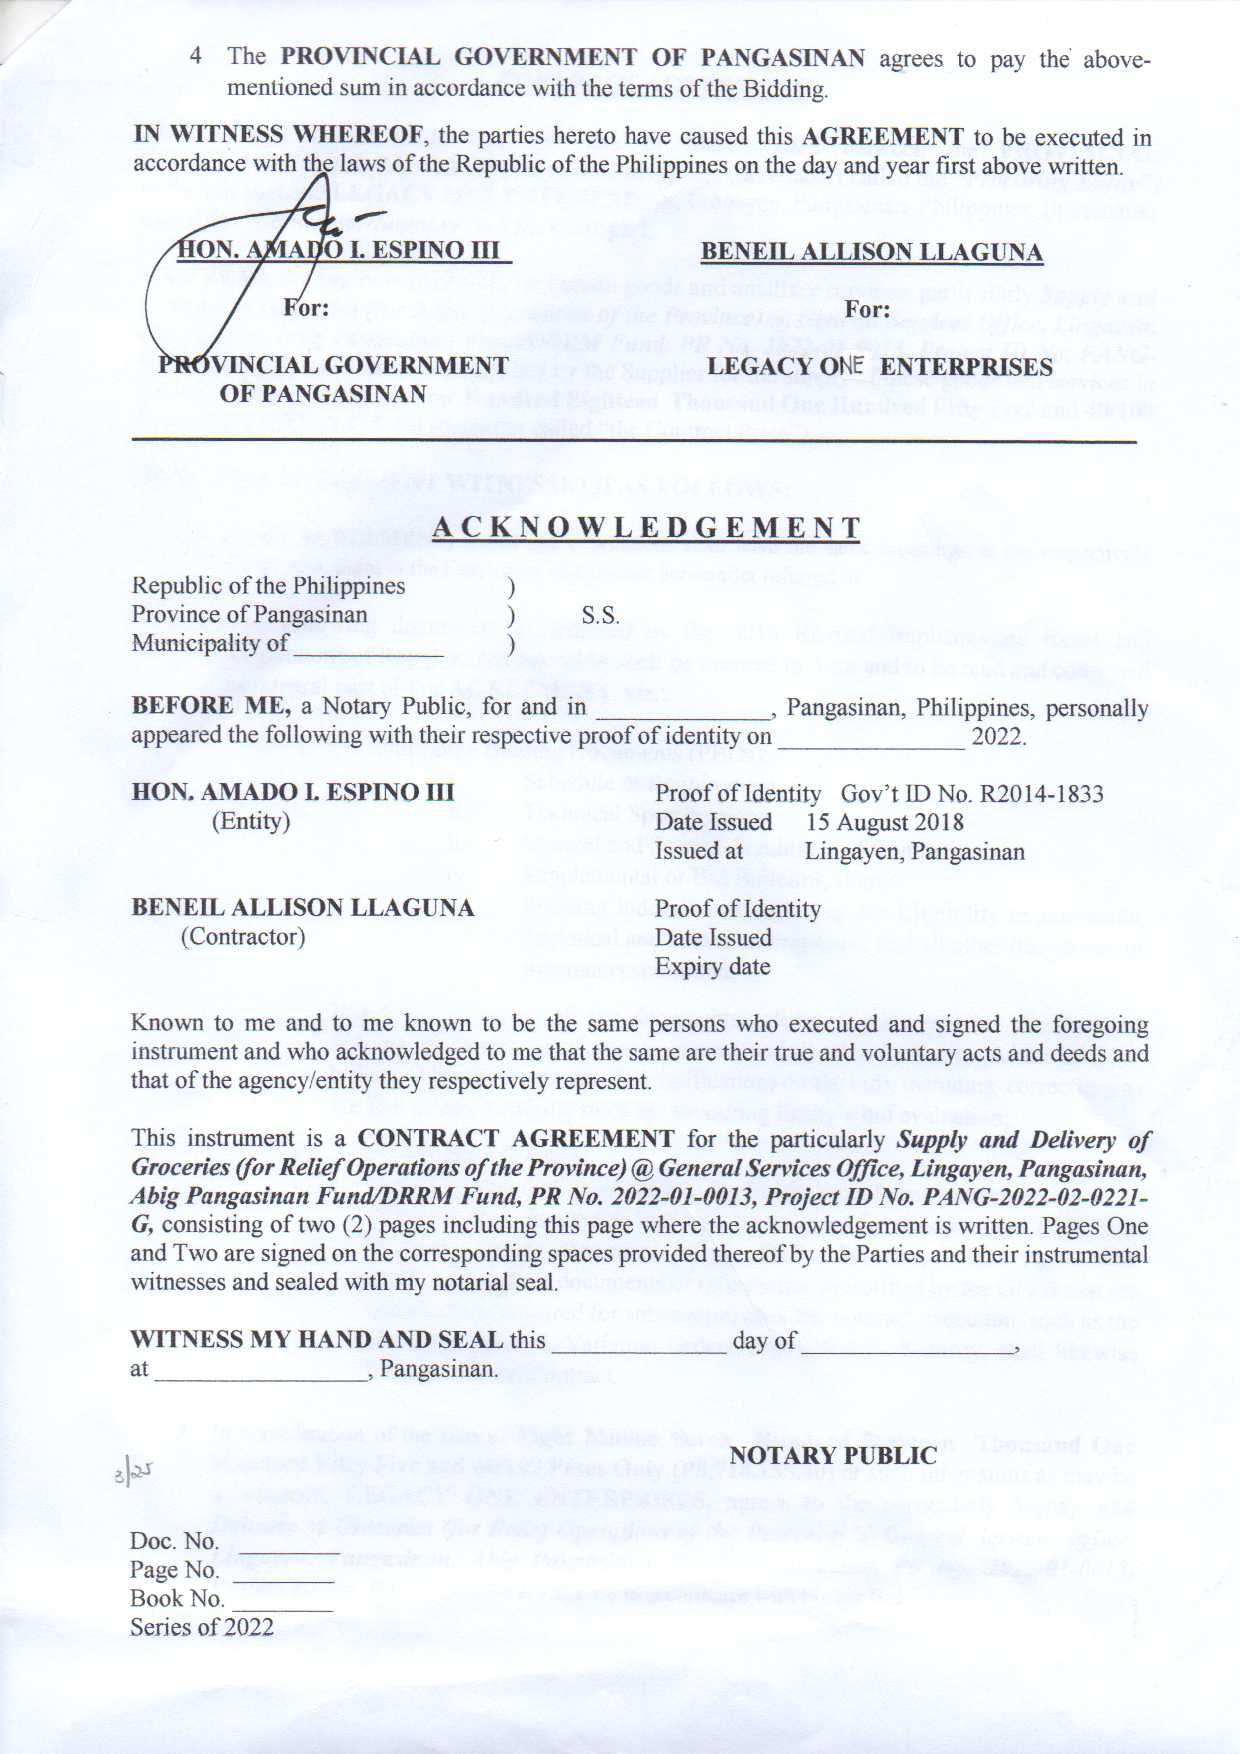 4 The PROVINCIAL GOVERNMENT OF PANGASINAN agrees to pay the above-
mentioned sum in accordance with the terms of the Bidding.
IN WITNESS WHEREOF, the parties hereto have caused this AGREEMENT to be executed in
accordance with the laws of the Republic of the Philippines on the day and year first above written.
HON. AMADO I. ESPINO III
BENEIL ALLISON LLAGUNA
For:
For:
PROVINCIAL GOVERNMENT
OF PANGASINAN
LEGACY ONE ENTERPRISES
ACKNOWLEDGEMENT
Republic of the Philippines )
Province of Pangasinan ) S.S.
Municipality of ____________ )
BEFORE ME, a Notary Public, for and in ______________, Pangasinan, Philippines, personally
appeared the following with their respective proof of identity on _______________ 2022.
HON. AMADO I. ESPINO III Proof of Identity Gov't ID No. R2014-1833
(Entity) Date Issued 15 August 2018
Issued at Lingayen, Pangasinan
BENEIL ALLISON LLAGUNA Proof of Identity
(Contractor) Date Issued
Expiry date
Known to me and to me known to be the same persons who executed and signed the foregoing
instrument and who acknowledged to me that the same are their true and voluntary acts and deeds and
that of the agency/entity they respectively represent.
This instrument is a CONTRACT AGREEMENT for the particularly Supply and Delivery of
Groceries (for Relief Operations of the Province) @ General Services Office, Lingayen, Pangasinan,
Abig Pangasinan Fund/DRRM Fund, PR No. 2022-01-0013, Project ID No. PANG-2022-02-0221-
G, consisting of two (2) pages including this page where the acknowledgement is written. Pages One
and Two are signed on the corresponding spaces provided thereof by the Parties and their instrumental
witnesses and sealed with my notarial seal.
WITNESS MY HAND AND SEAL this ______________ day of _________________,
at _________________, Pangasinan.
NOTARY PUBLIC
3/25
Doc. No. ________
Page No. ________
Book No. ________
Series of 2022